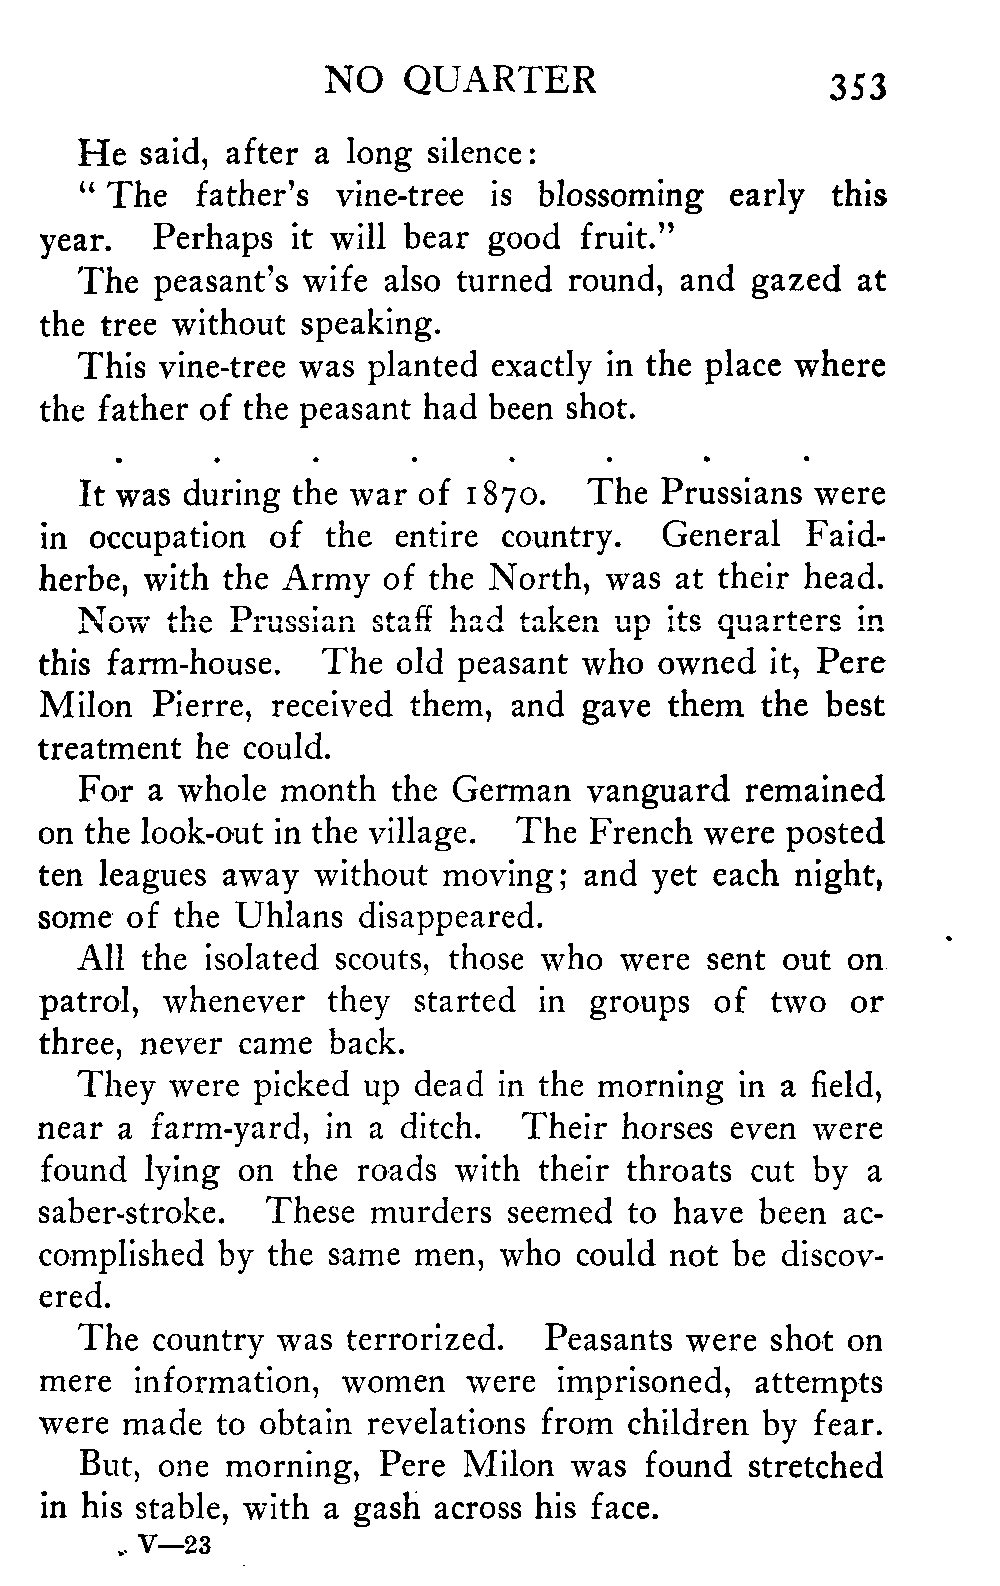 NO QUARTER 353
He said, after a long silence:
“ The father’s vine-tree is blossoming early this
year. Perhaps it will bear good fruit.”
The peasant’s wife also turned round, and gazed at
the tree without speaking.
This vine-tree was planted exactly in the place where
the father of the peasant had been shot.
. . . . . . . .
It was during the war of 1870. The Prussians were
in occupation of the entire country. General Faid-
herbe, with the Army of the North, was at their head.
Now the Prussian staff had taken up its quarters in
this farm-house. The old peasant who owned it, Pere
Milon Pierre, received them, and gave them the best
treatment he could.
For a whole month the German vanguard remained
on the look-out in the village. The French were posted
ten leagues away without moving; and yet each night,
some of the Uhlans disappeared.
All the isolated scouts, those who were sent out on
patrol, whenever they started in groups of two or
three, never came back.
They were picked up dead in the morning in a field,
near a farm-yard, in a ditch. Their horses even were
found lying on the roads with their throats cut by a
saber-stroke. These murders seemed to have been ac-
complished by the same men, who could not be discov-
ered.
The country was terrorized. Peasants were shot on
mere information, women were imprisoned, attempts
were made to obtain revelations from children by fear.
But, one morning, Pere Milon was found stretched
in his stable, with a gash across his face.
V—23